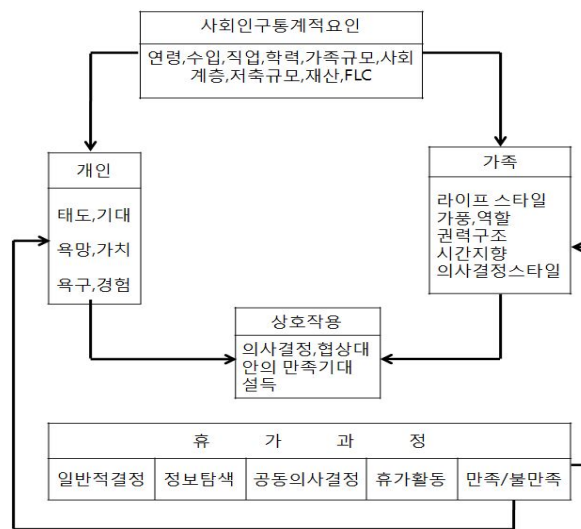 사회인구통계적요인
연령,수입,직업,학력,가족규모,사회
계층,저축규모,재산,FLC
개인
태도,기대
욕망,가치
욕구,경험
가족
라이프 스타일
가풍,역할
권력구조
시간지향
의사결정스타일
상호작용
의사결정,협상대
안의 만족기대
설득
휴 가 과 정
일반적결정 정보탐색 공동의사결정 휴가활동 만족/불만족